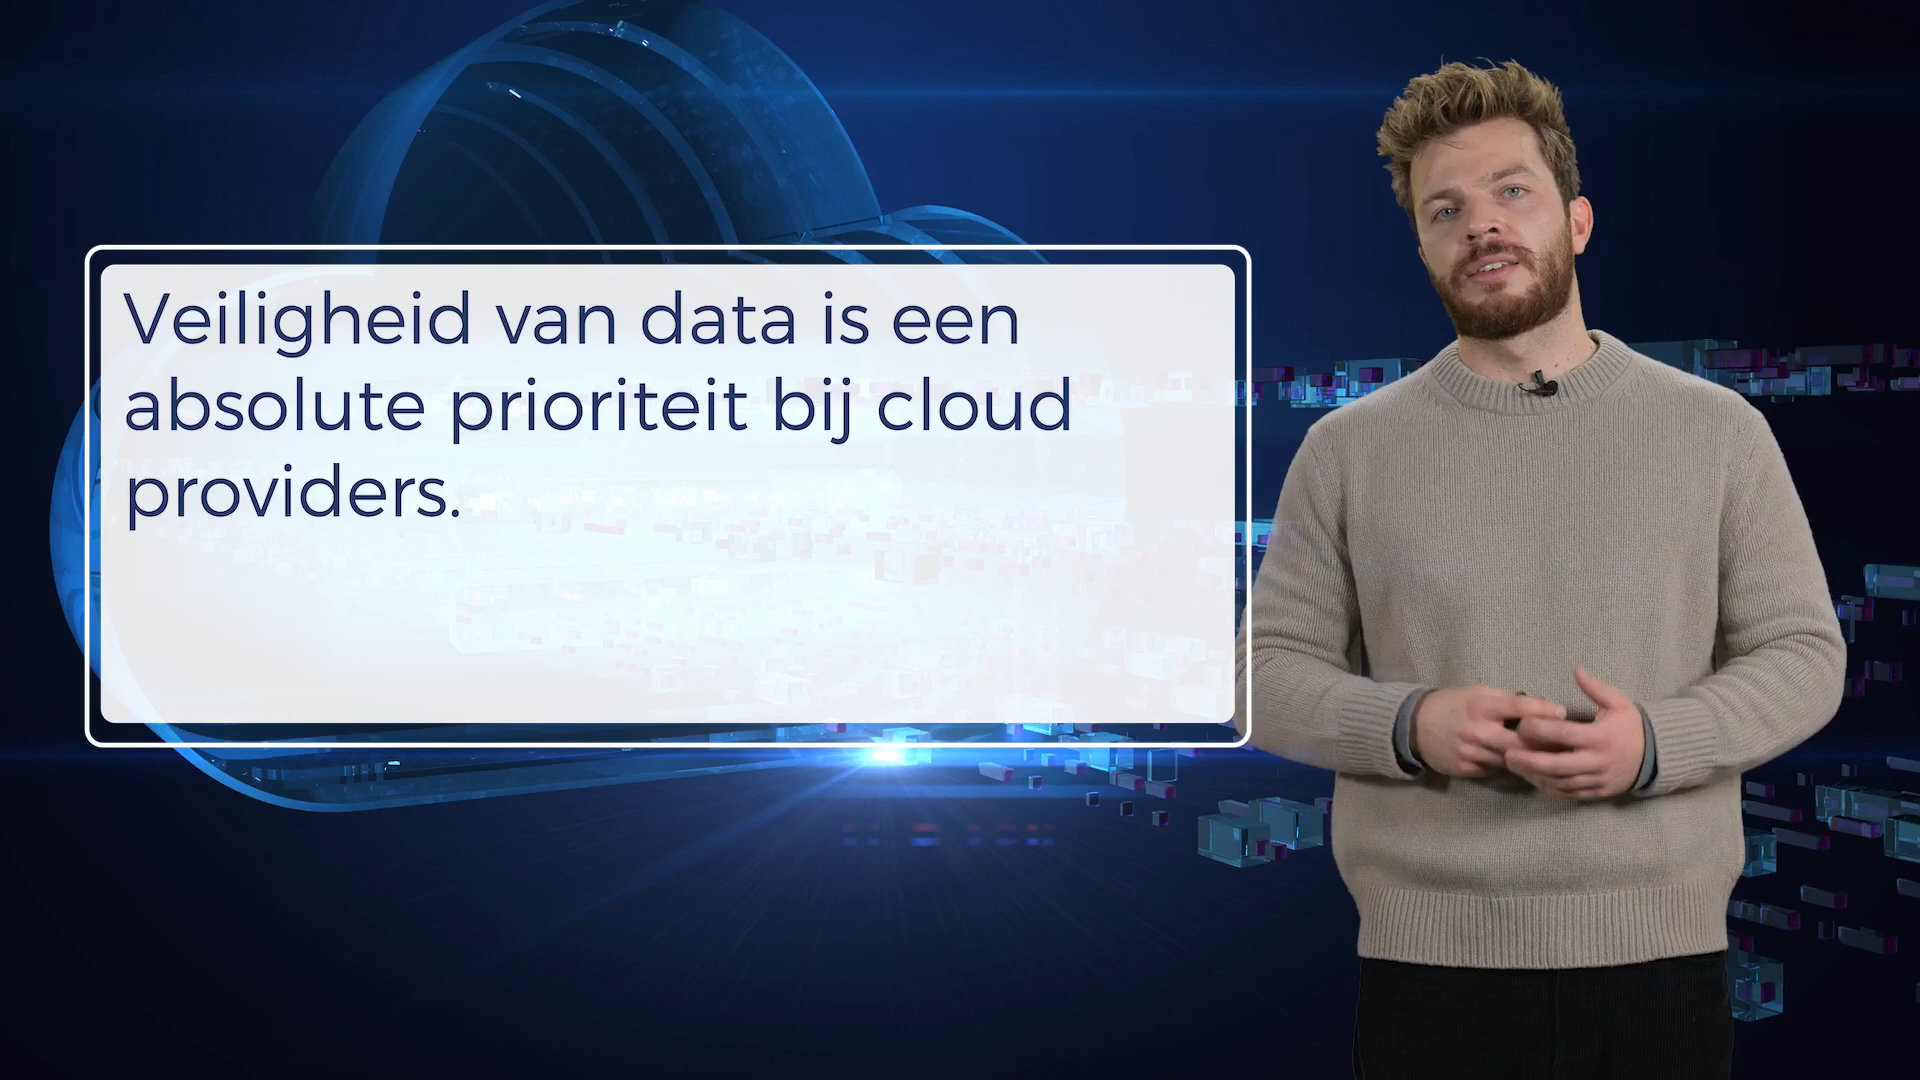 Veiligheid van data is een
absolute prioriteit bij cloud
providers.